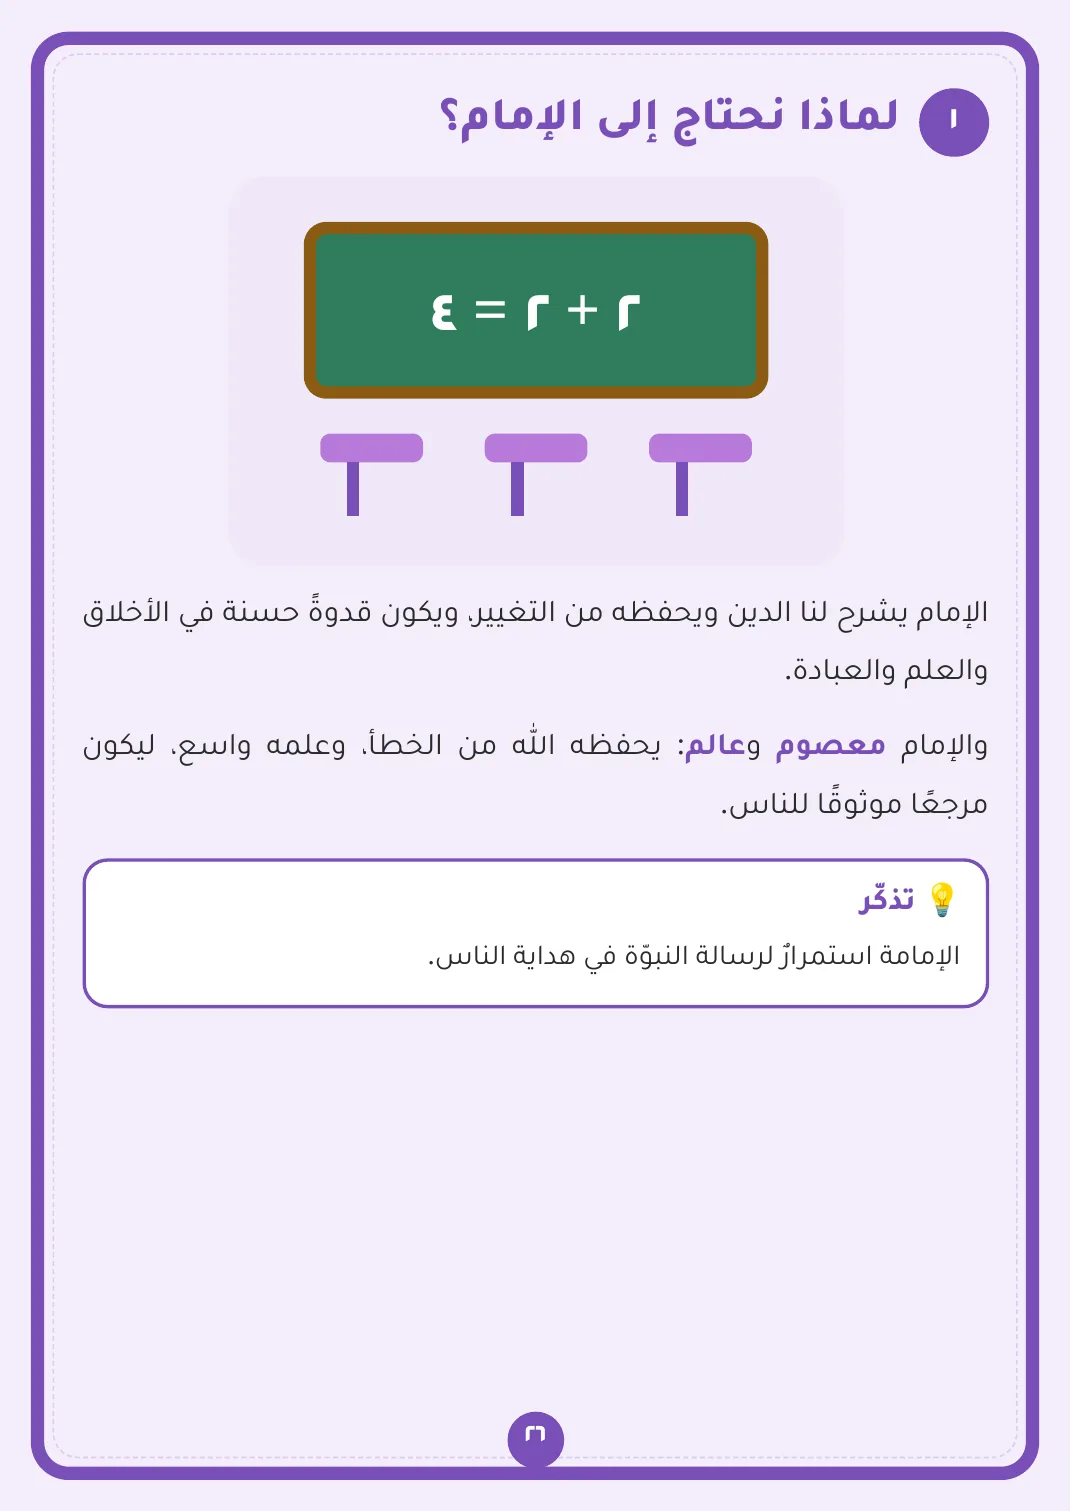 ١
لماذا نحتاج إلى الإمام؟
٢ + ٢ = ٤
الإمام يشرح لنا الدين ويحفظه من التغيير، ويكون قدوةً حسنة في الأخلاق
والعلم والعبادة.
والإمام معصوم وعالم: يحفظه الله من الخطأ، وعلمه واسع، ليكون
مرجعًا موثوقًا للناس.
💡 تذكّر
الإمامة استمرارٌ لرسالة النبوّة في هداية الناس.